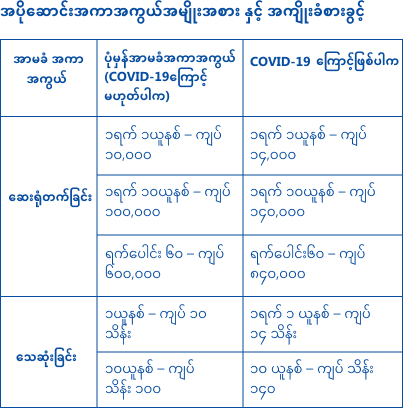 အပိုဆောင်းအကာအကွယ်အမျိုးအစား နှင့် အကျိုးခံစားခွင့်
အာမခံ အကာ
အကွယ်
ပုံမှန်အာမခံအကာအကွယ်
(COVID-19ကြောင့်
မဟုတ်ပါက)
COVID-19 ကြောင့်ဖြစ်ပါက
ဆေးရုံတက်ခြင်း
၁ရက် ၁ယူနစ် – ကျပ်
၁၀,၀၀၀
၁ရက် ၁ယူနစ် – ကျပ်
၁၄,၀၀၀
၁ရက် ၁၀ယူနစ် – ကျပ်
၁၀၀,၀၀၀
၁ရက် ၁၀ယူနစ် – ကျပ်
၁၄၀,၀၀၀
ရက်ပေါင်း ၆၀ – ကျပ်
၆၀၀,၀၀၀
ရက်ပေါင်း၆၀ – ကျပ်
၈၄၀,၀၀၀
သေဆုံးခြင်း
၁ယူနစ် – ကျပ် ၁၀
သိန်း
၁ရက် ၁ ယူနစ် – ကျပ်
၁၄ သိန်း
၁၀ယူနစ် – ကျပ်
သိန်း ၁၀၀
၁၀ ယူနစ် – ကျပ် သိန်း
၁၄၀